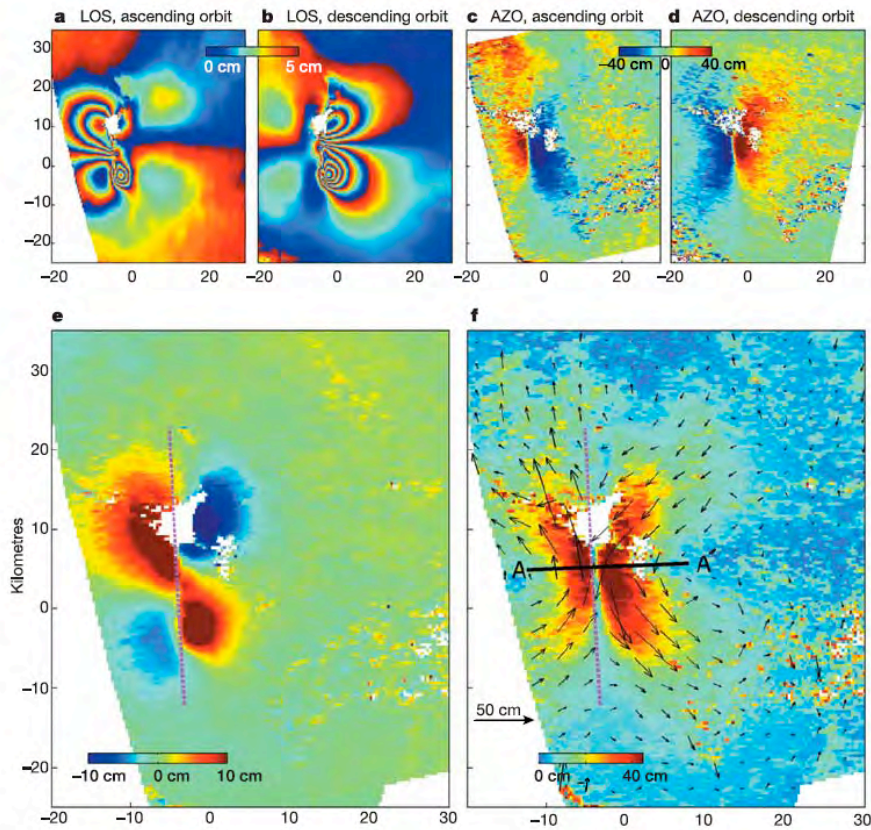 a LOS, ascending orbit b LOS, descending orbit c AZO, ascending orbit d AZO, descending orbit
30
20
10
0
−10
−20
0 cm 5 cm
−40 cm 0 40 cm
−20 0 20 −20 0 20 −20 0 20 −20 0 20
e f
30
20
10
0
−10
−20
Kilometres
A A
50 cm
−10 cm 0 cm 10 cm
0 cm 40 cm
−20 −10 0 10 20 30 −10 0 10 20 30